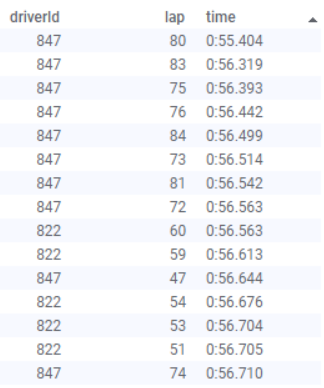 driverId lap time
847 80 0:55.404
847 83 0:56.319
847 75 0:56.393
847 76 0:56.442
847 84 0:56.499
847 73 0:56.514
847 81 0:56.542
847 72 0:56.563
822 60 0:56.563
822 59 0:56.613
847 47 0:56.644
822 54 0:56.676
822 53 0:56.704
822 51 0:56.705
847 74 0:56.710